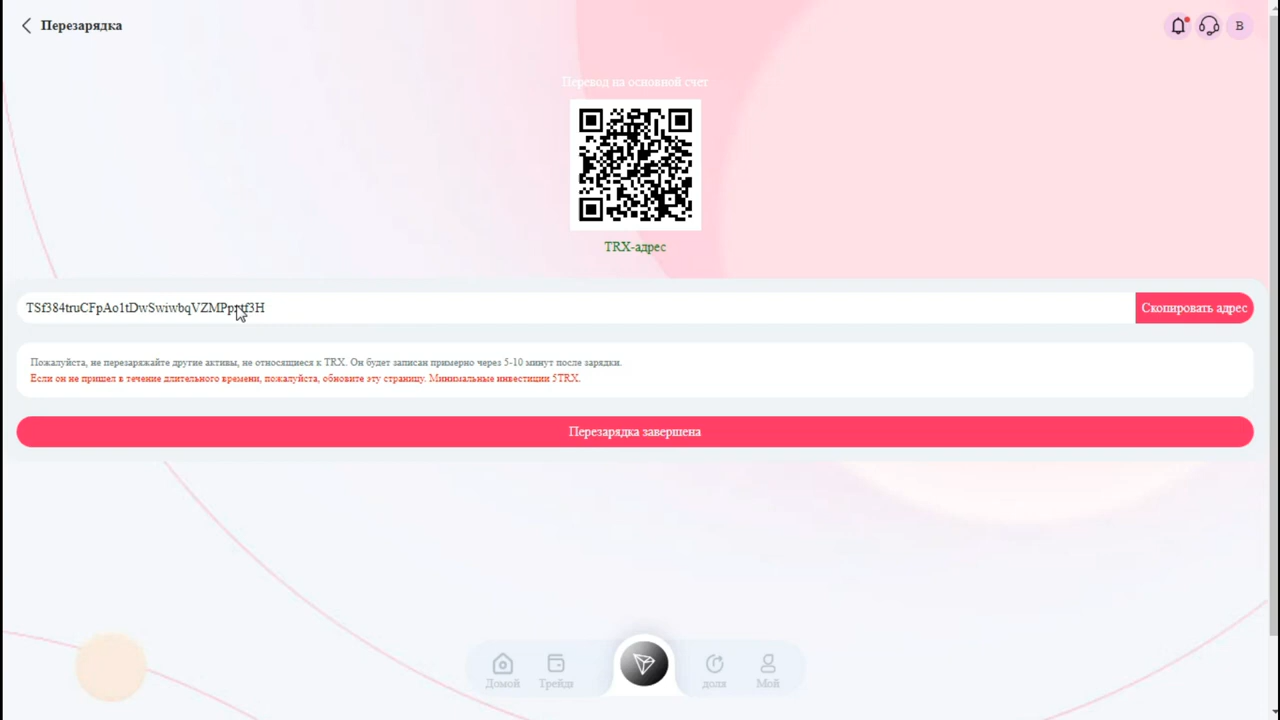 Перезарядка
B
Перевод на основной счет
TRX-адрес
Скопировать адрес
Пожалуйста, не перезаряжайте другие активы, не относящиеся к TRX. Он будет записан примерно через 5-10 минут после зарядки.
Если он не пришел в течение длительного времени, пожалуйста, обновите эту страницу. Минимальные инвестиции 5TRX.
Перезарядка завершена
Домой
Трейдь
доля
Мой